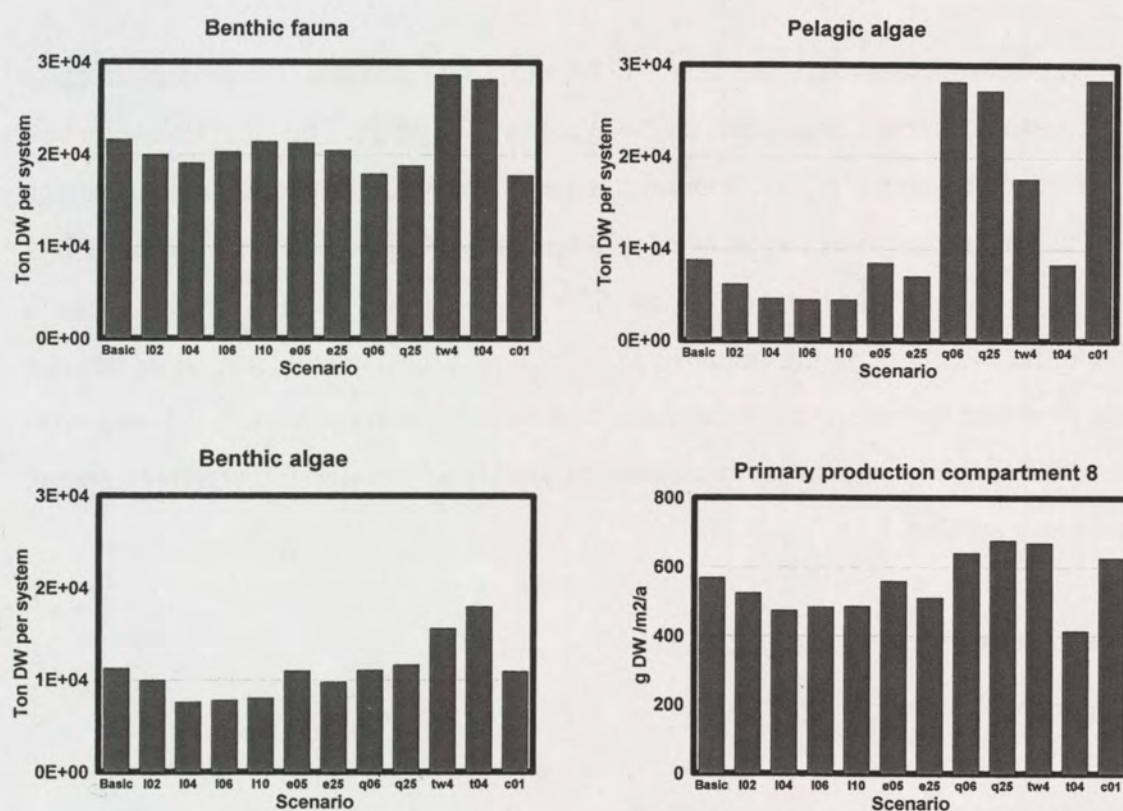 Benthic fauna
3E+04
2E+04
1E+04
0E+00
Ton DW per system
Basic l02 l04 l06 l10 e05 e25 q06 q25 tw4 t04 c01
Scenario
Pelagic algae
3E+04
2E+04
1E+04
0E+00
Ton DW per system
Basic l02 l04 l06 l10 e05 e25 q06 q25 tw4 t04 c01
Scenario
Benthic algae
3E+04
2E+04
1E+04
0E+00
Ton DW per system
Basic l02 l04 l06 l10 e05 e25 q06 q25 tw4 t04 c01
Scenario
Primary production compartment 8
800
600
400
200
0
g DW /m2/a
Basic l02 l04 l06 l10 e05 e25 q06 q25 tw4 t04 c01
Scenario